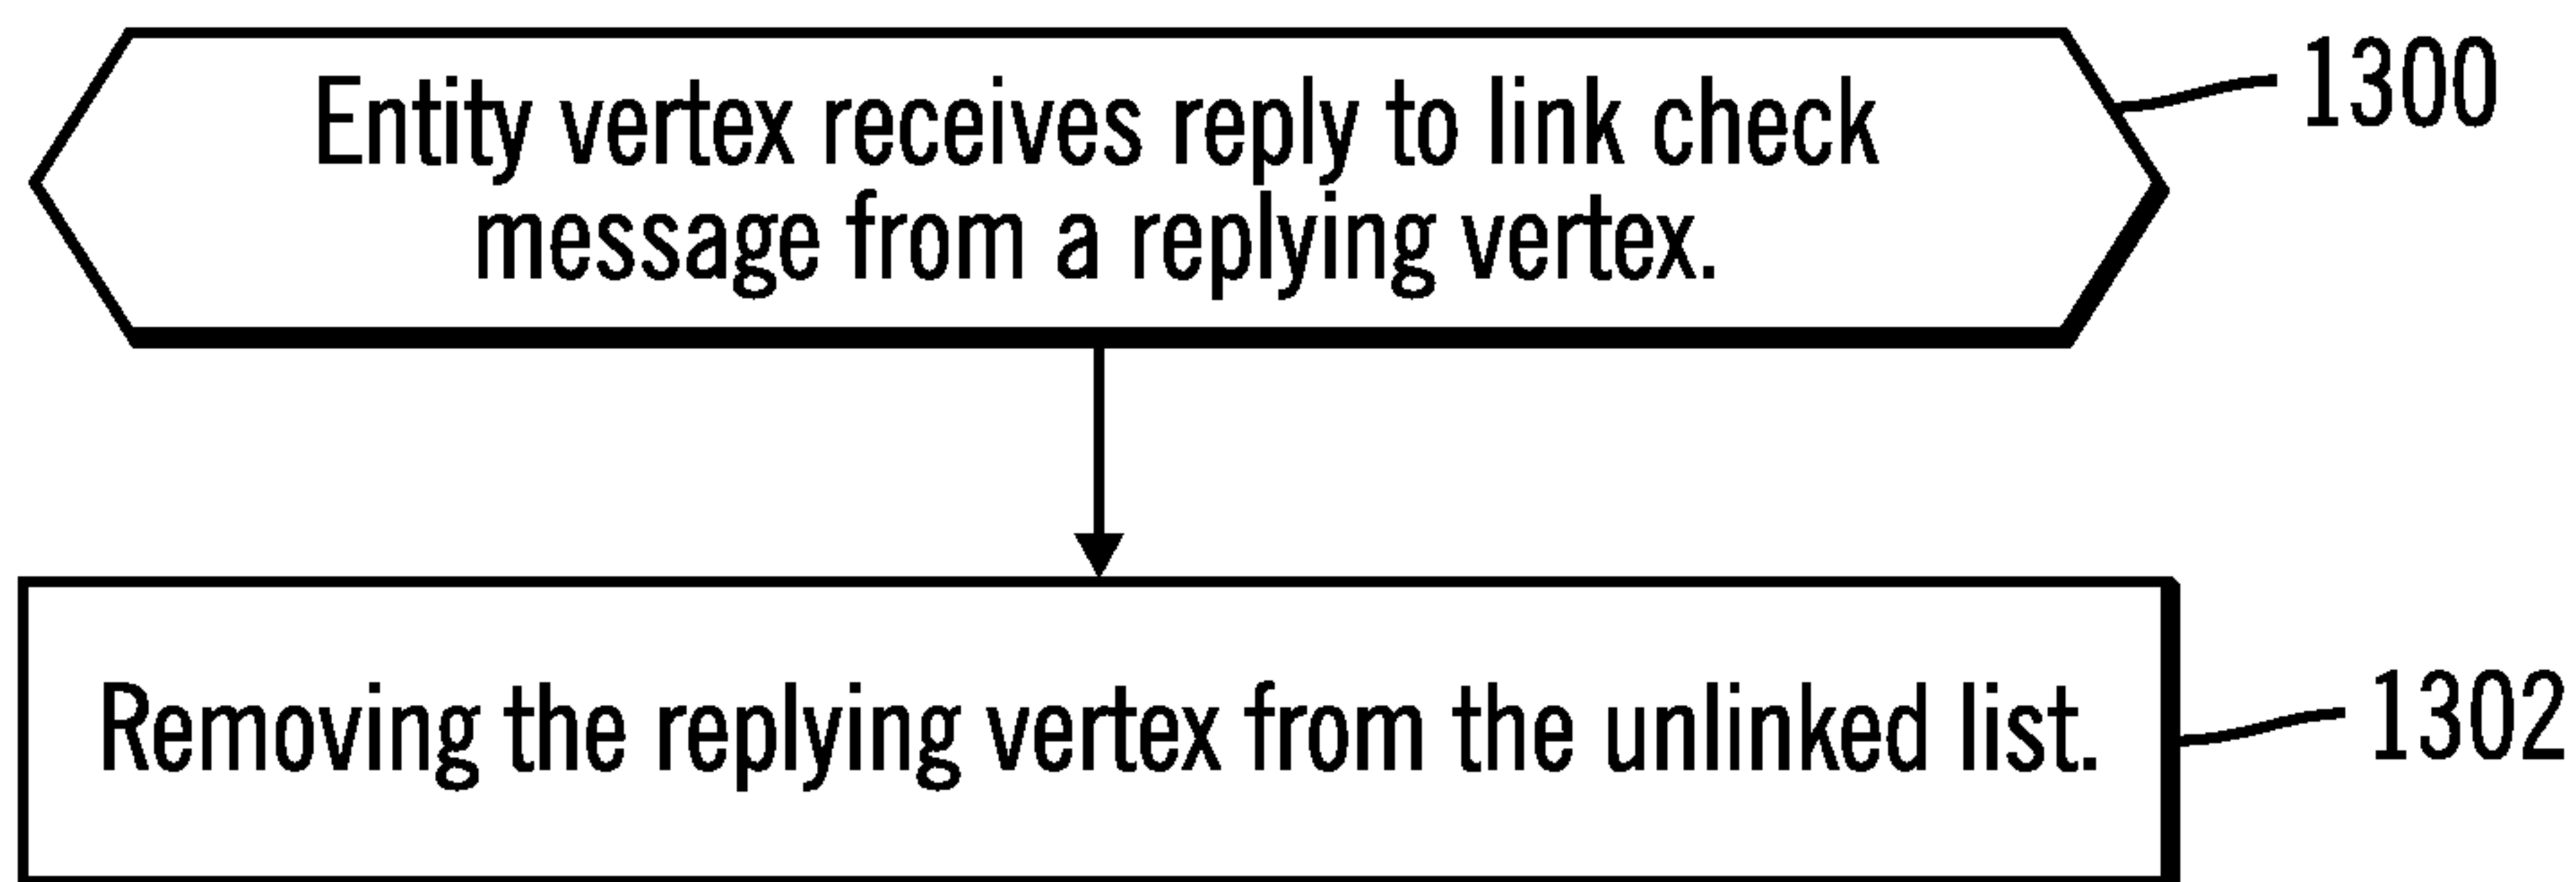 Entity vertex receives reply to link check
message from a replying vertex.
1300
Removing the replying vertex from the unlinked list.
1302